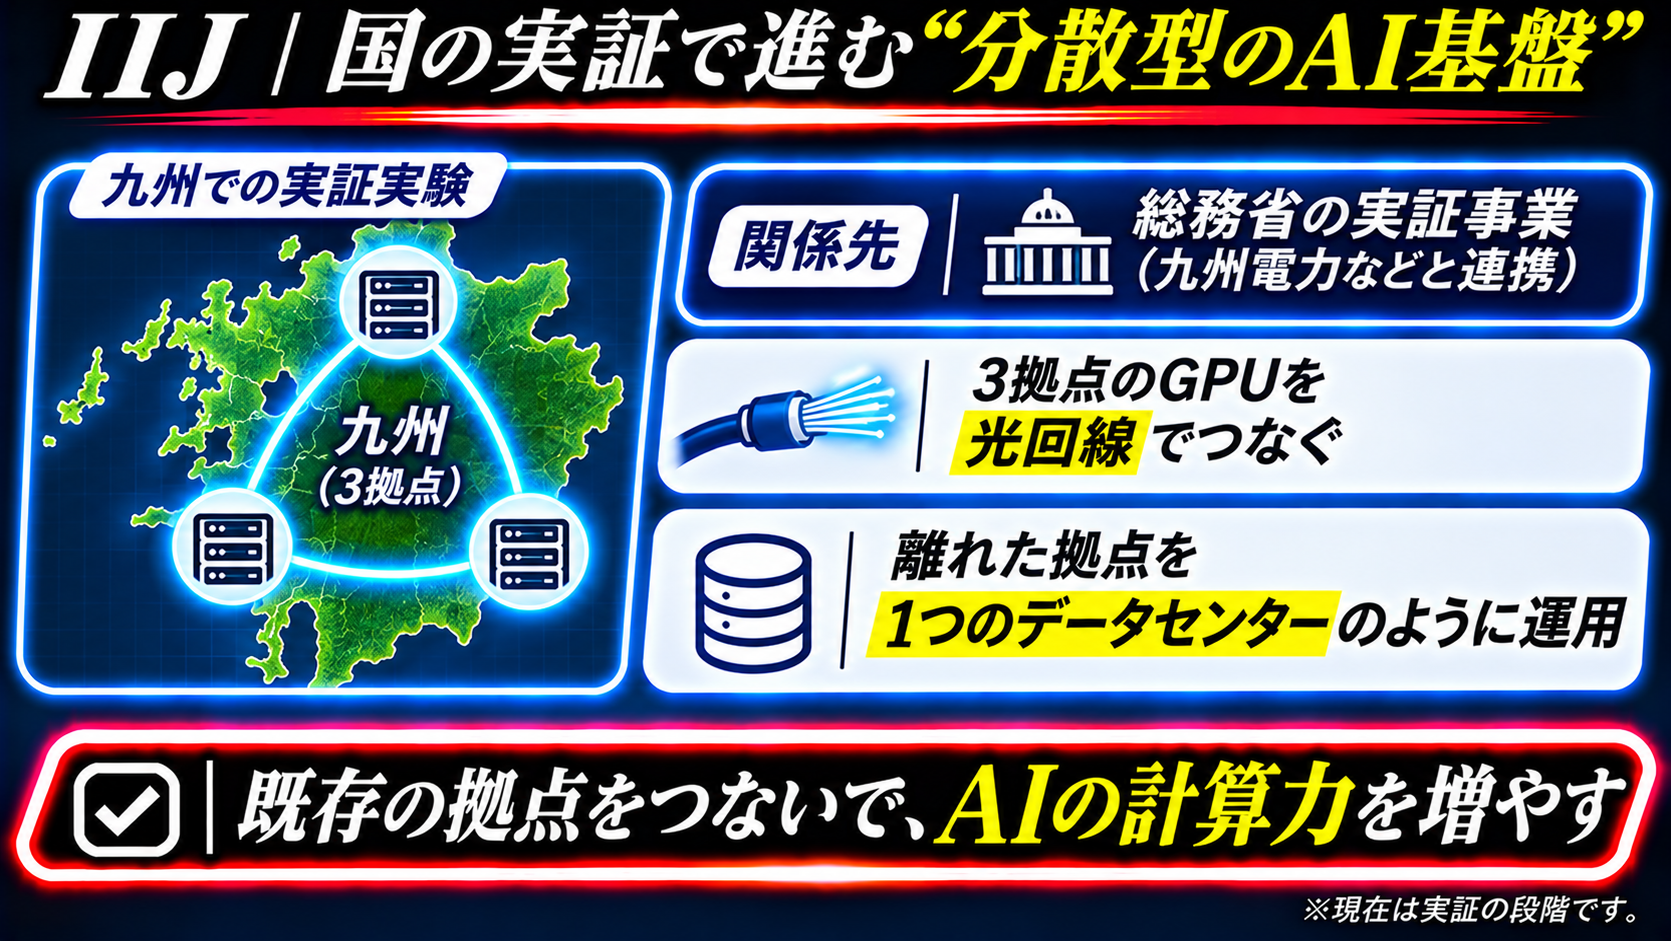 IIJ｜国の実証で進む“分散型のAI基盤”
九州での実証実験
九州
（3拠点）
関係先
総務省の実証事業
（九州電力などと連携）
3拠点のGPUを
光回線でつなぐ
離れた拠点を
1つのデータセンターのように運用
既存の拠点をつないで、AIの計算力を増やす
※現在は実証の段階です。